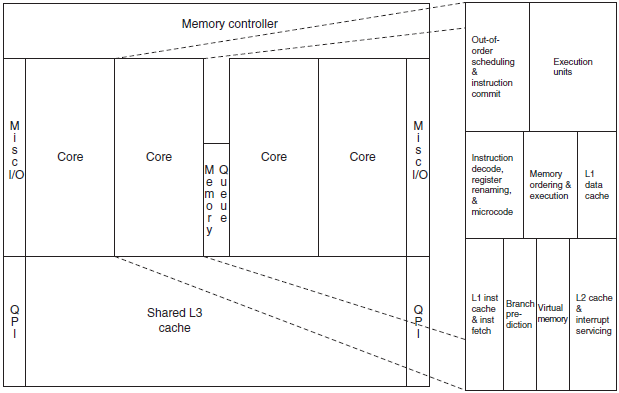 Memory controller
Misc
I/O
Core
Core
Memory
Queue
Core
Core
Misc
I/O
QPI
Shared L3
cache
QPI
Out-of-
order
scheduling
&
instruction
commit
Execution
units
Instruction
decode,
register
renaming,
&
microcode
Memory
ordering &
execution
L1
data
cache
L1 inst
cache
& inst
fetch
Branch
pre-
diction
Virtual
memory
L2 cache
&
interrupt
servicing